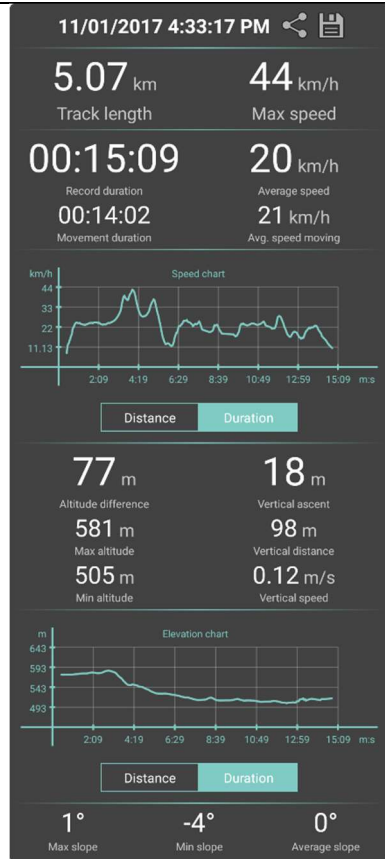 11/01/2017 4:33:17 PM
5.07 km 44 km/h
Track length Max speed
00:15:09 20 km/h
Record duration Average speed
00:14:02 21 km/h
Movement duration Avg. speed moving
km/h Speed chart
44
33
22
11.13
2:09 4:19 6:29 8:39 10:49 12:59 15:09 m:s
Distance Duration
77 m 18 m
Altitude difference Vertical ascent
581 m 98 m
Max altitude Vertical distance
505 m 0.12 m/s
Min altitude Vertical speed
m Elevation chart
643
593
543
493
2:09 4:19 6:29 8:39 10:49 12:59 15:09 m:s
Distance Duration
1° -4° 0°
Max slope Min slope Average slope